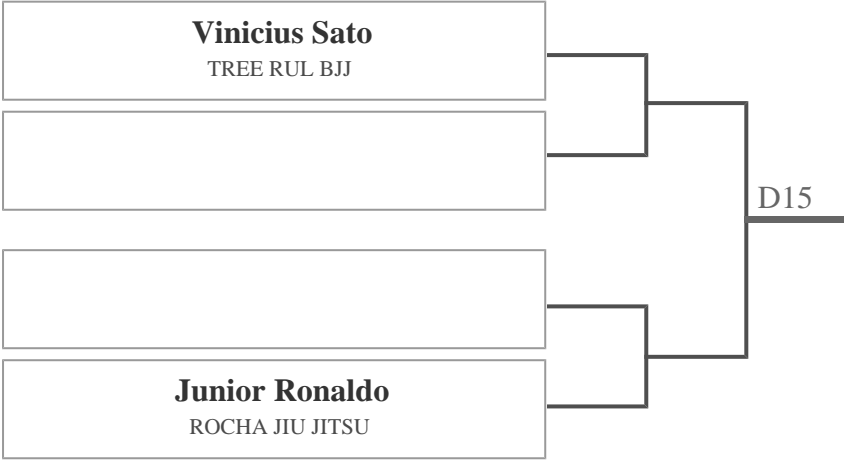 Vinicius Sato
TREE RUL BJJ
D15
Junior Ronaldo
ROCHA JIU JITSU